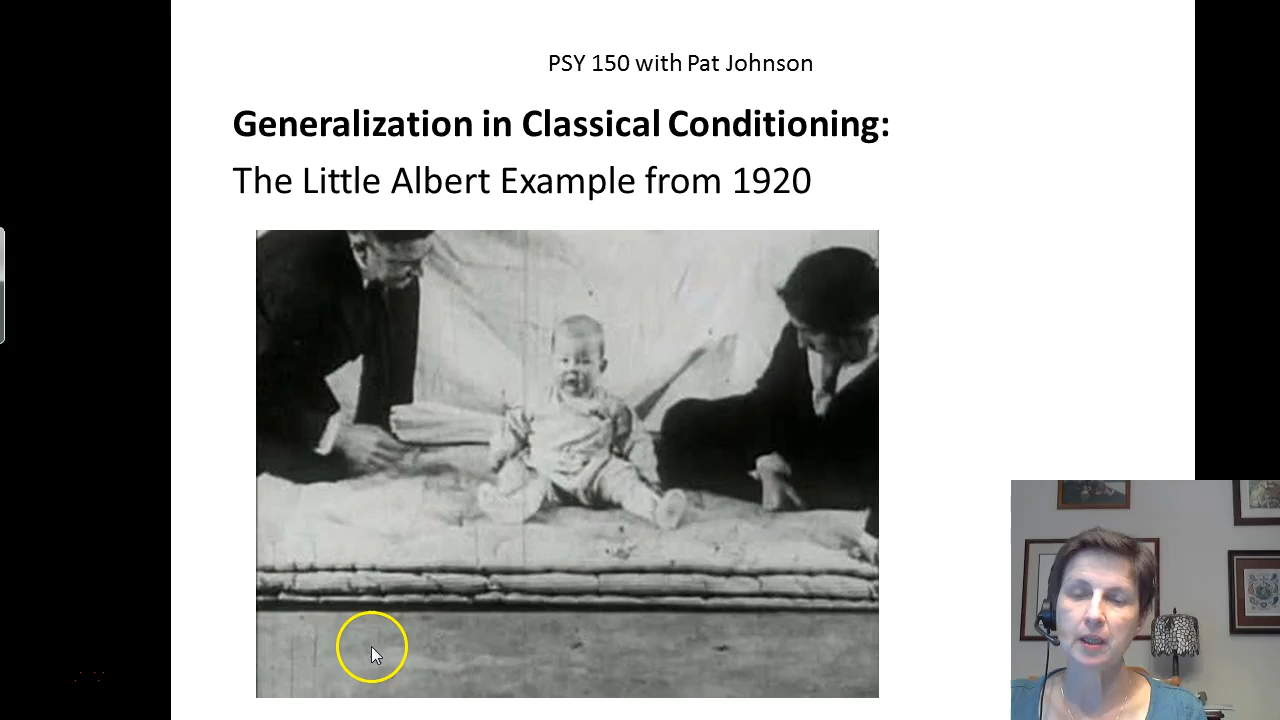 PSY 150 with Pat Johnson
Generalization in Classical Conditioning:
The Little Albert Example from 1920